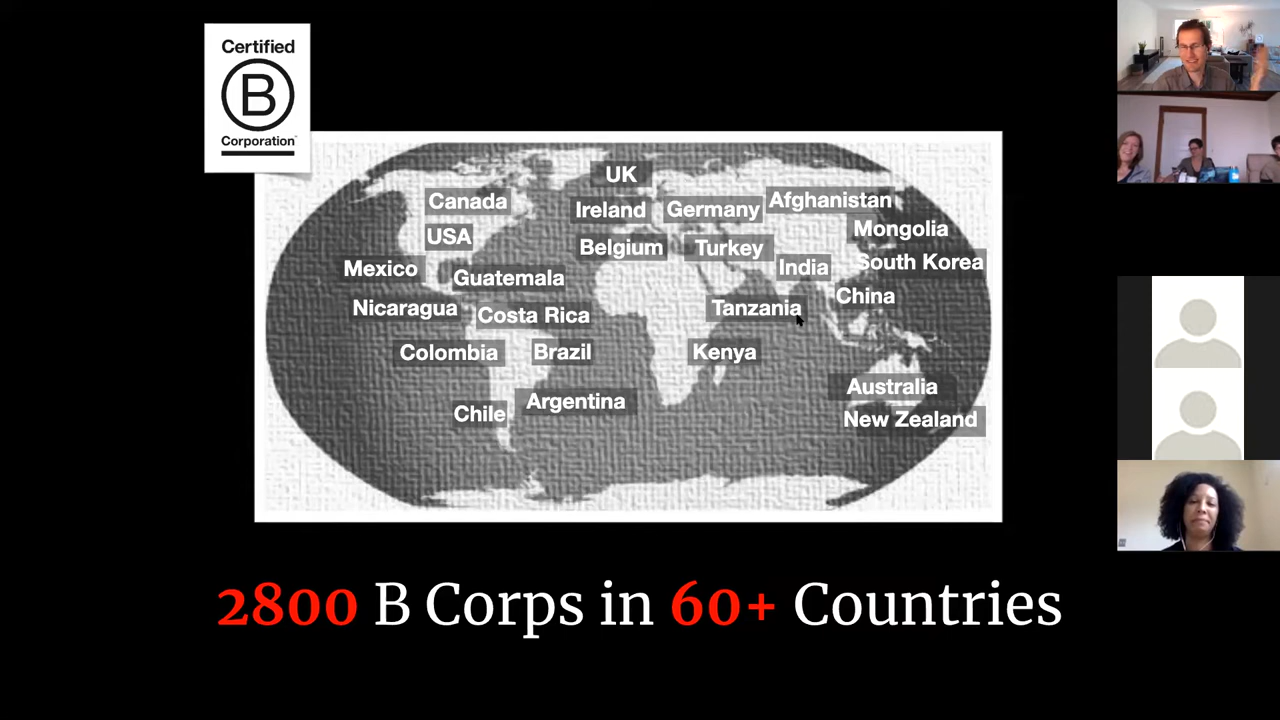 Certified
B
Corporation
UK
Canada
Ireland
Germany
Afghanistan
USA
Mongolia
Belgium
Turkey
Mexico
Guatemala
India
South Korea
Nicaragua
Costa Rica
Tanzania
China
Colombia
Brazil
Kenya
Chile
Argentina
Australia
New Zealand
2800 B Corps in 60+ Countries